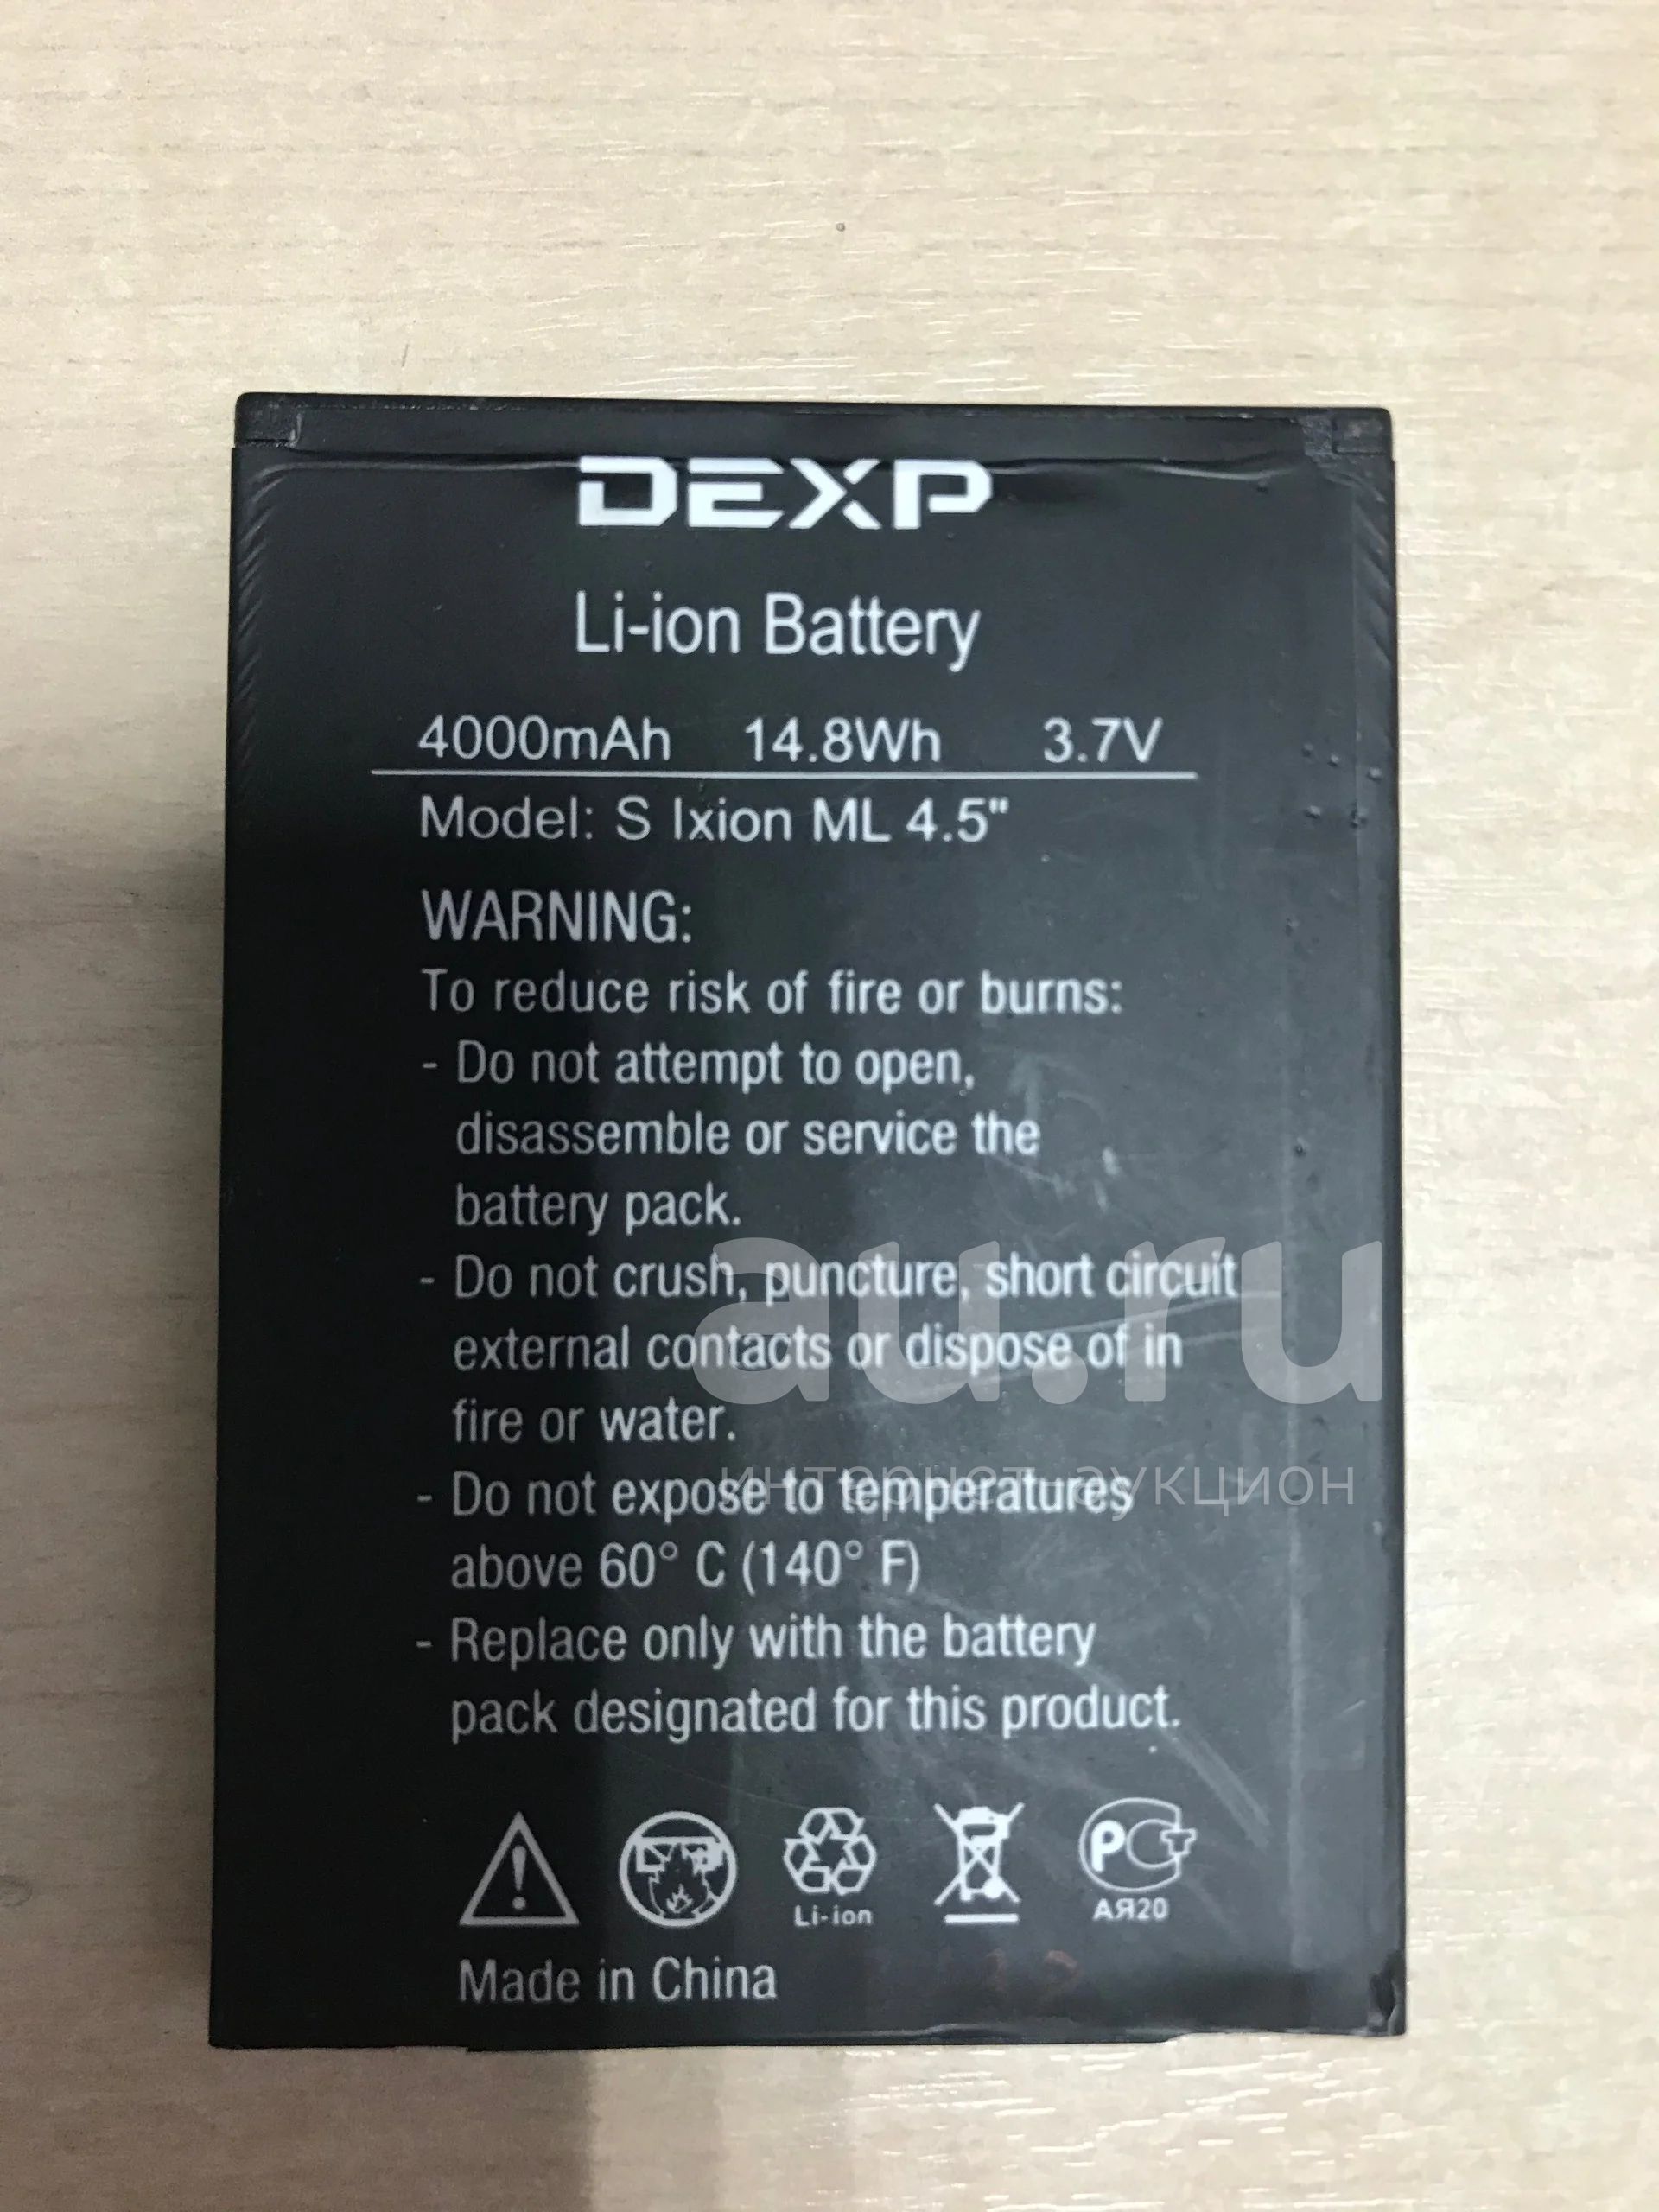 DEXP
Li-ion Battery
4000mAh 14.8Wh 3.7V
Model: S Ixion ML 4.5"
WARNING:
To reduce risk of fire or burns:
- Do not attempt to open,
disassemble or service the
battery pack.
- Do not crush, puncture, short circuit
external contacts or dispose of in
fire or water.
- Do not expose to temperatures
above 60° C (140° F)
- Replace only with the battery
pack designated for this product.
Li-ion
РСТ
АЯ20
Made in China
au.ru
интернет-аукцион